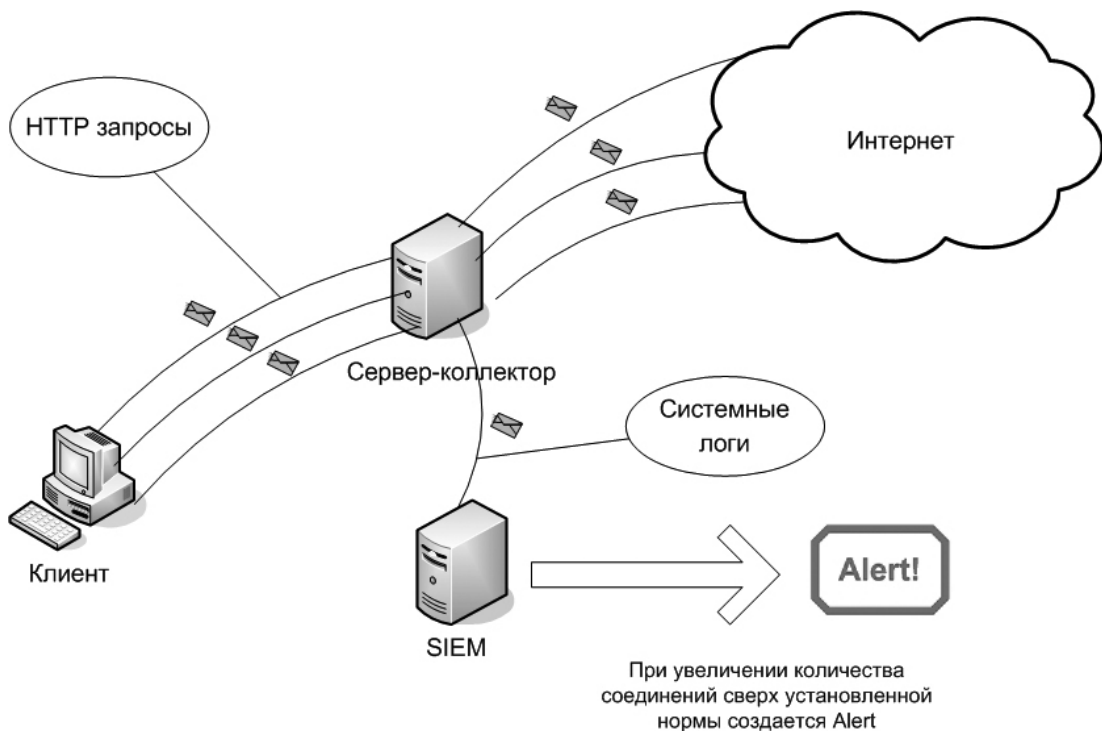 HTTP запросы
Интернет
Сервер-коллектор
Системные
логи
Клиент
SIEM
Alert!
При увеличении количества
соединений сверх установленной
нормы создается Alert